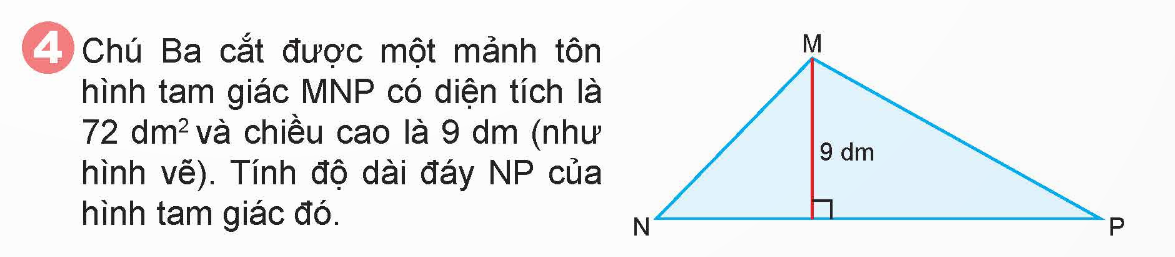 4 Chú Ba cắt được một mảnh tôn
hình tam giác MNP có diện tích là
72 dm² và chiều cao là 9 dm (như
hình vẽ). Tính độ dài đáy NP của
hình tam giác đó.
M
9 dm
N
P